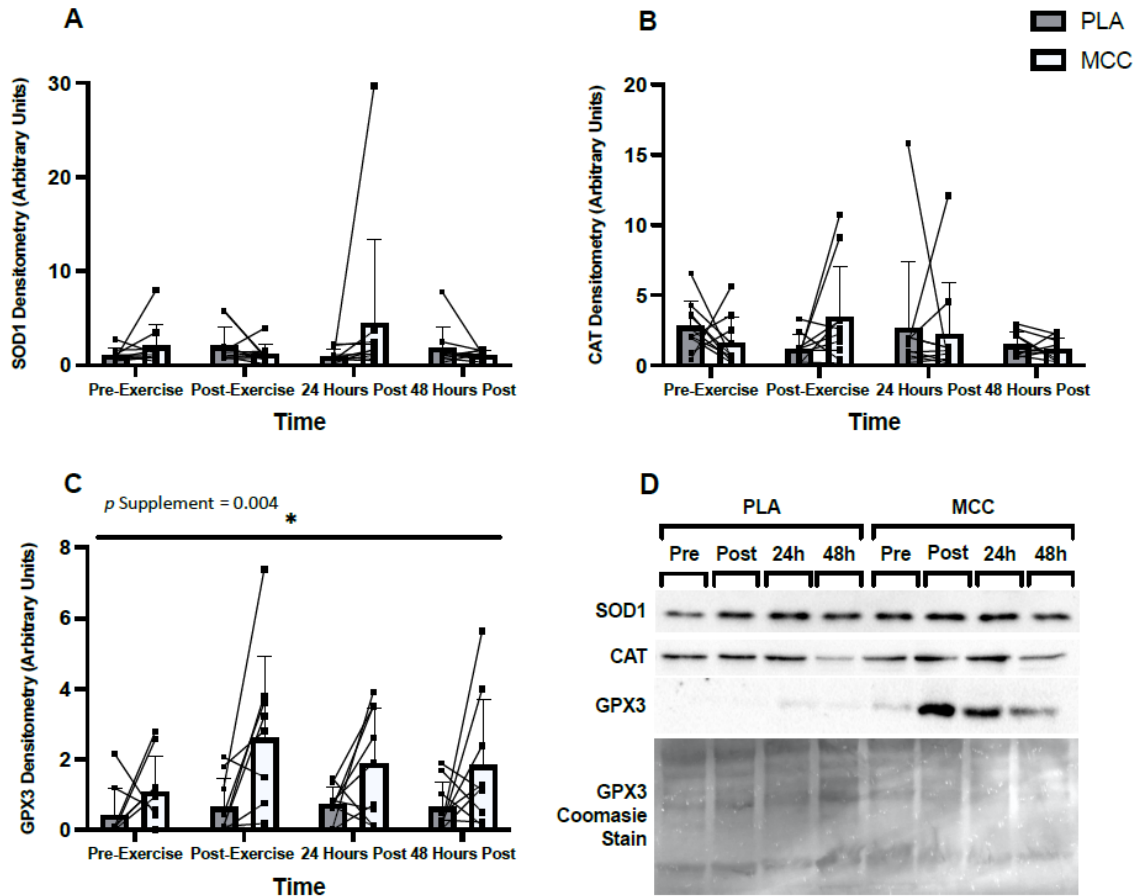 A
B
PLA
MCC
SOD1 Densitometry (Arbitrary Units)
30
20
10
0
Pre-Exercise Post-Exercise 24 Hours Post 48 Hours Post
Time
CAT Densitometry (Arbitrary Units)
20
15
10
5
0
Pre-Exercise Post-Exercise 24 Hours Post 48 Hours Post
Time
C
p Supplement = 0.004
*
GPX3 Densitometry (Arbitrary Units)
8
6
4
2
0
Pre-Exercise Post-Exercise 24 Hours Post 48 Hours Post
Time
D
PLA MCC
Pre Post 24h 48h Pre Post 24h 48h
SOD1
CAT
GPX3
GPX3
Coomasie
Stain